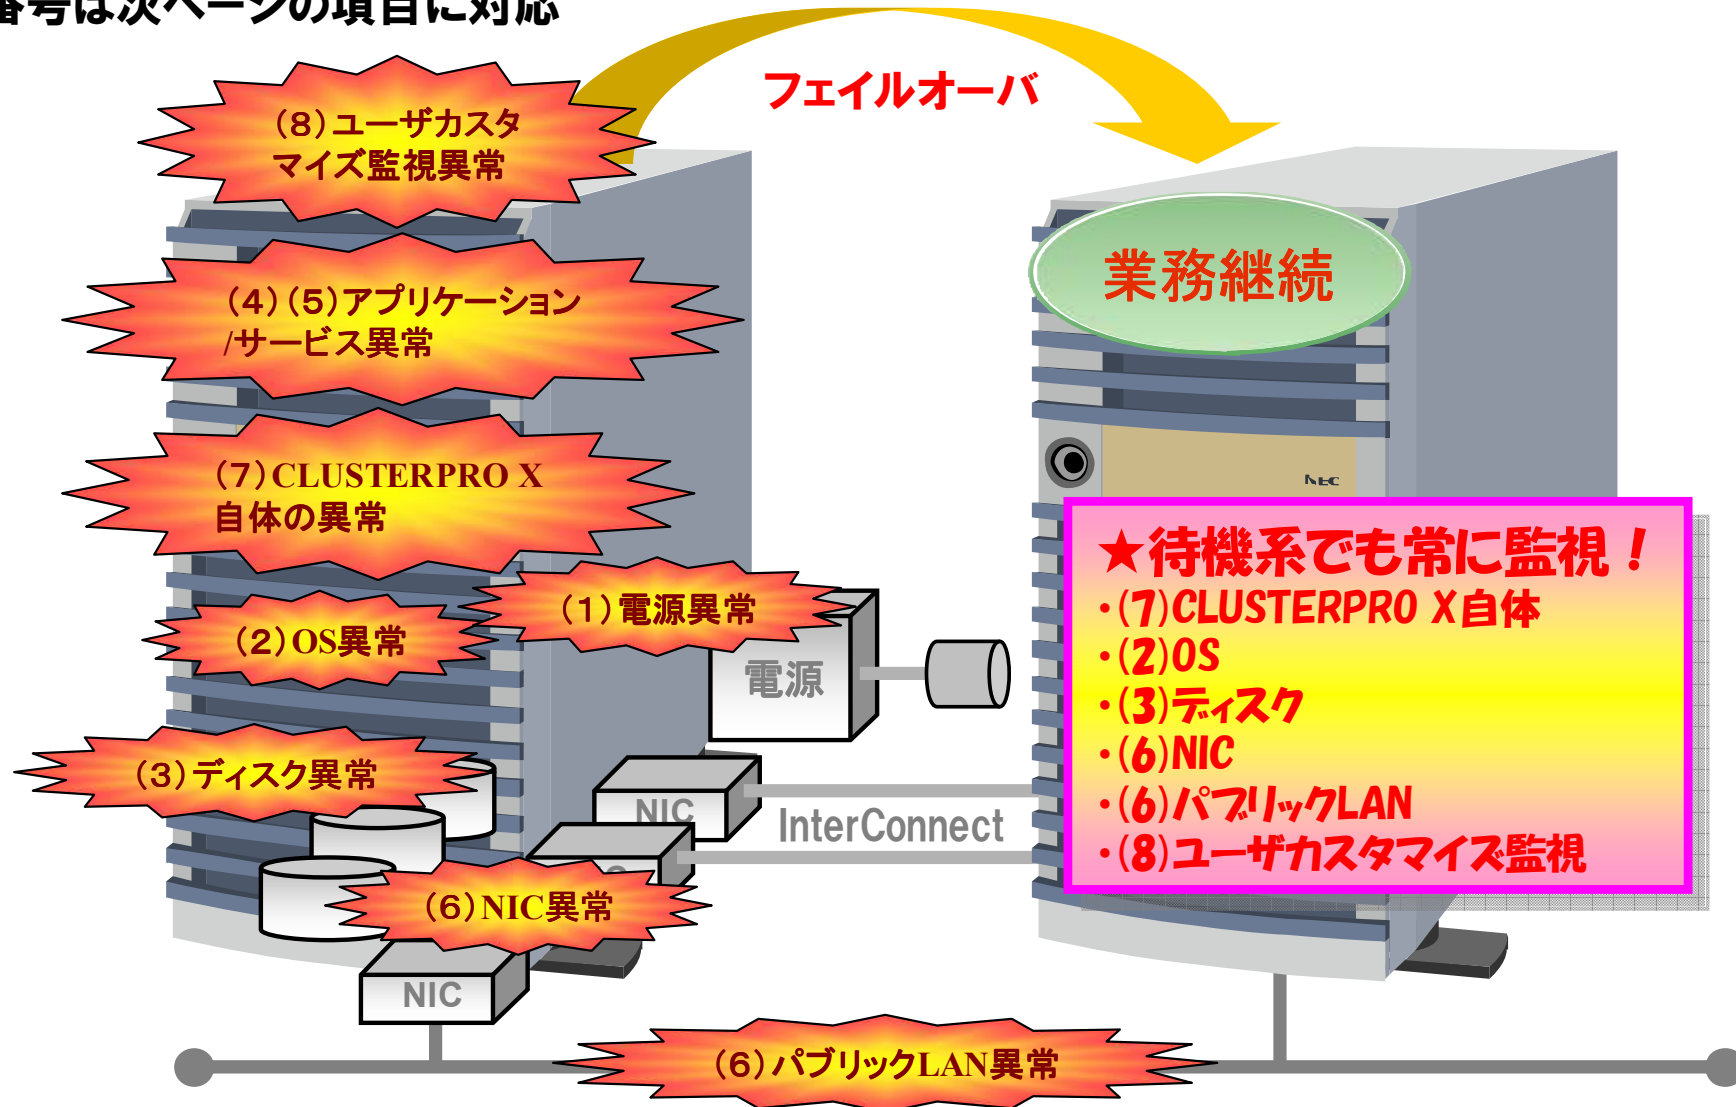 番号は次ページの項目に対応
フェイルオーバ
(8)ユーザカスタ
マイズ監視異常
業務継続
(4)(5)アプリケーション
/サービス異常
(7)CLUSTERPRO X
自体の異常
NEC
★待機系でも常に監視！
・(7)CLUSTERPRO X自体
・(2)OS
・(3)ディスク
・(6)NIC
・(6)パブリックLAN
・(8)ユーザカスタマイズ監視
(1)電源異常
(2)OS異常
電源
(3)ディスク異常
NIC
InterConnect
(6)NIC異常
NIC
(6)パブリックLAN異常